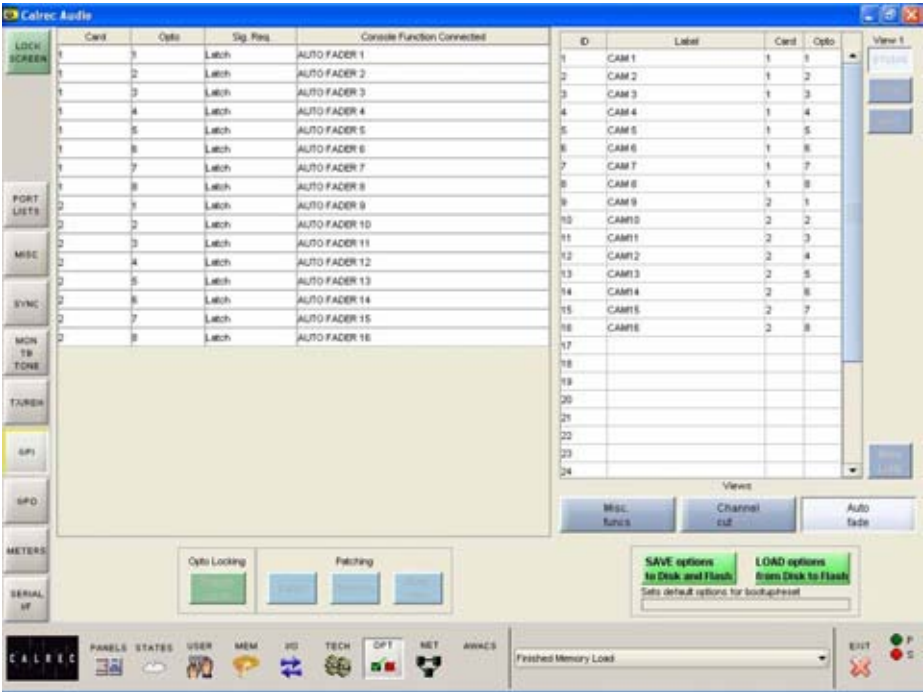 Calrec Audio
LOCK SCREEN
PORT LISTS
MISC
SYNC
MON TB TONE
TX/REH
GPI
GPO
METERS
SERIAL I/F
Card Opto Sig. Req. Console Function Connected
1 1 Latch AUTO FADER 1
1 2 Latch AUTO FADER 2
1 3 Latch AUTO FADER 3
1 4 Latch AUTO FADER 4
1 5 Latch AUTO FADER 5
1 6 Latch AUTO FADER 6
1 7 Latch AUTO FADER 7
1 8 Latch AUTO FADER 8
2 1 Latch AUTO FADER 9
2 2 Latch AUTO FADER 10
2 3 Latch AUTO FADER 11
2 4 Latch AUTO FADER 12
2 5 Latch AUTO FADER 13
2 6 Latch AUTO FADER 14
2 7 Latch AUTO FADER 15
2 8 Latch AUTO FADER 16
ID Label Card Opto
1 CAM 1 1 1
2 CAM 2 1 2
3 CAM 3 1 3
4 CAM 4 1 4
5 CAM 5 1 5
6 CAM 6 1 6
7 CAM 7 1 7
8 CAM 8 1 8
9 CAM 9 2 1
10 CAM10 2 2
11 CAM11 2 3
12 CAM12 2 4
13 CAM13 2 5
14 CAM14 2 6
15 CAM15 2 7
16 CAM16 2 8
17
18
19
20
21
22
23
24
View 1
Views:
Misc. funcs
Channel cut
Auto fade
Opto Locking
Patching
SAVE options to Disk and Flash
LOAD options from Disk to Flash
Sets default options for bootup/reset
CALREC
PANELS STATES USER MEM I/O TECH OPT NET AWACS
Finished Memory Load
EXIT
P
S